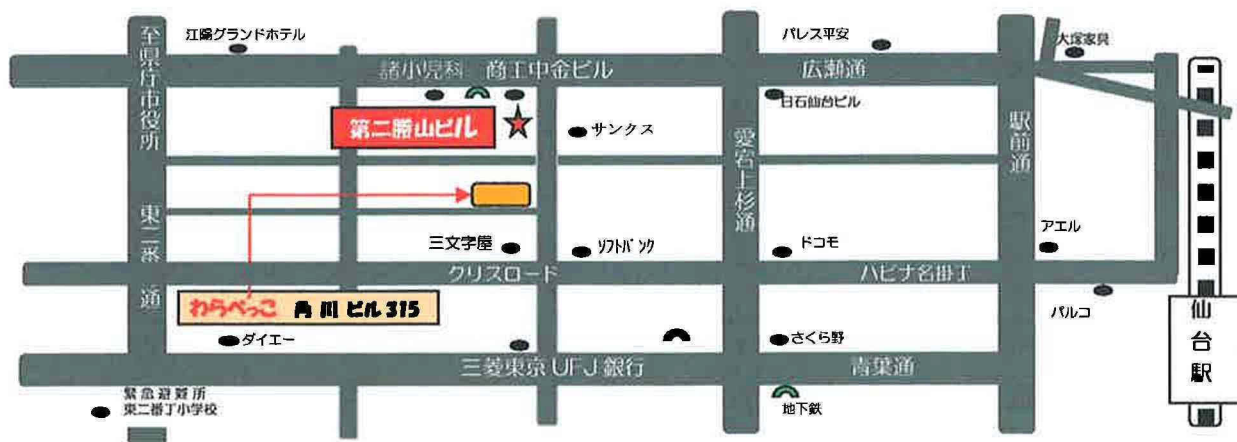 至県庁市役所
江陽グランドホテル
パレス平安
大塚家具
諸小児科 商工中金ビル
広瀬通
日石仙台ビル
第二勝山ビル
サンクス
愛宕上杉通
駅前通
東二番丁通
三文字屋
ソフトバンク
ドコモ
アエル
クリスロード
ハピナ名掛丁
わらべっこ 角川ビル315
パルコ
仙台駅
ダイエー
さくら野
三菱東京UFJ銀行
青葉通
緊急避難所
東二番丁小学校
地下鉄